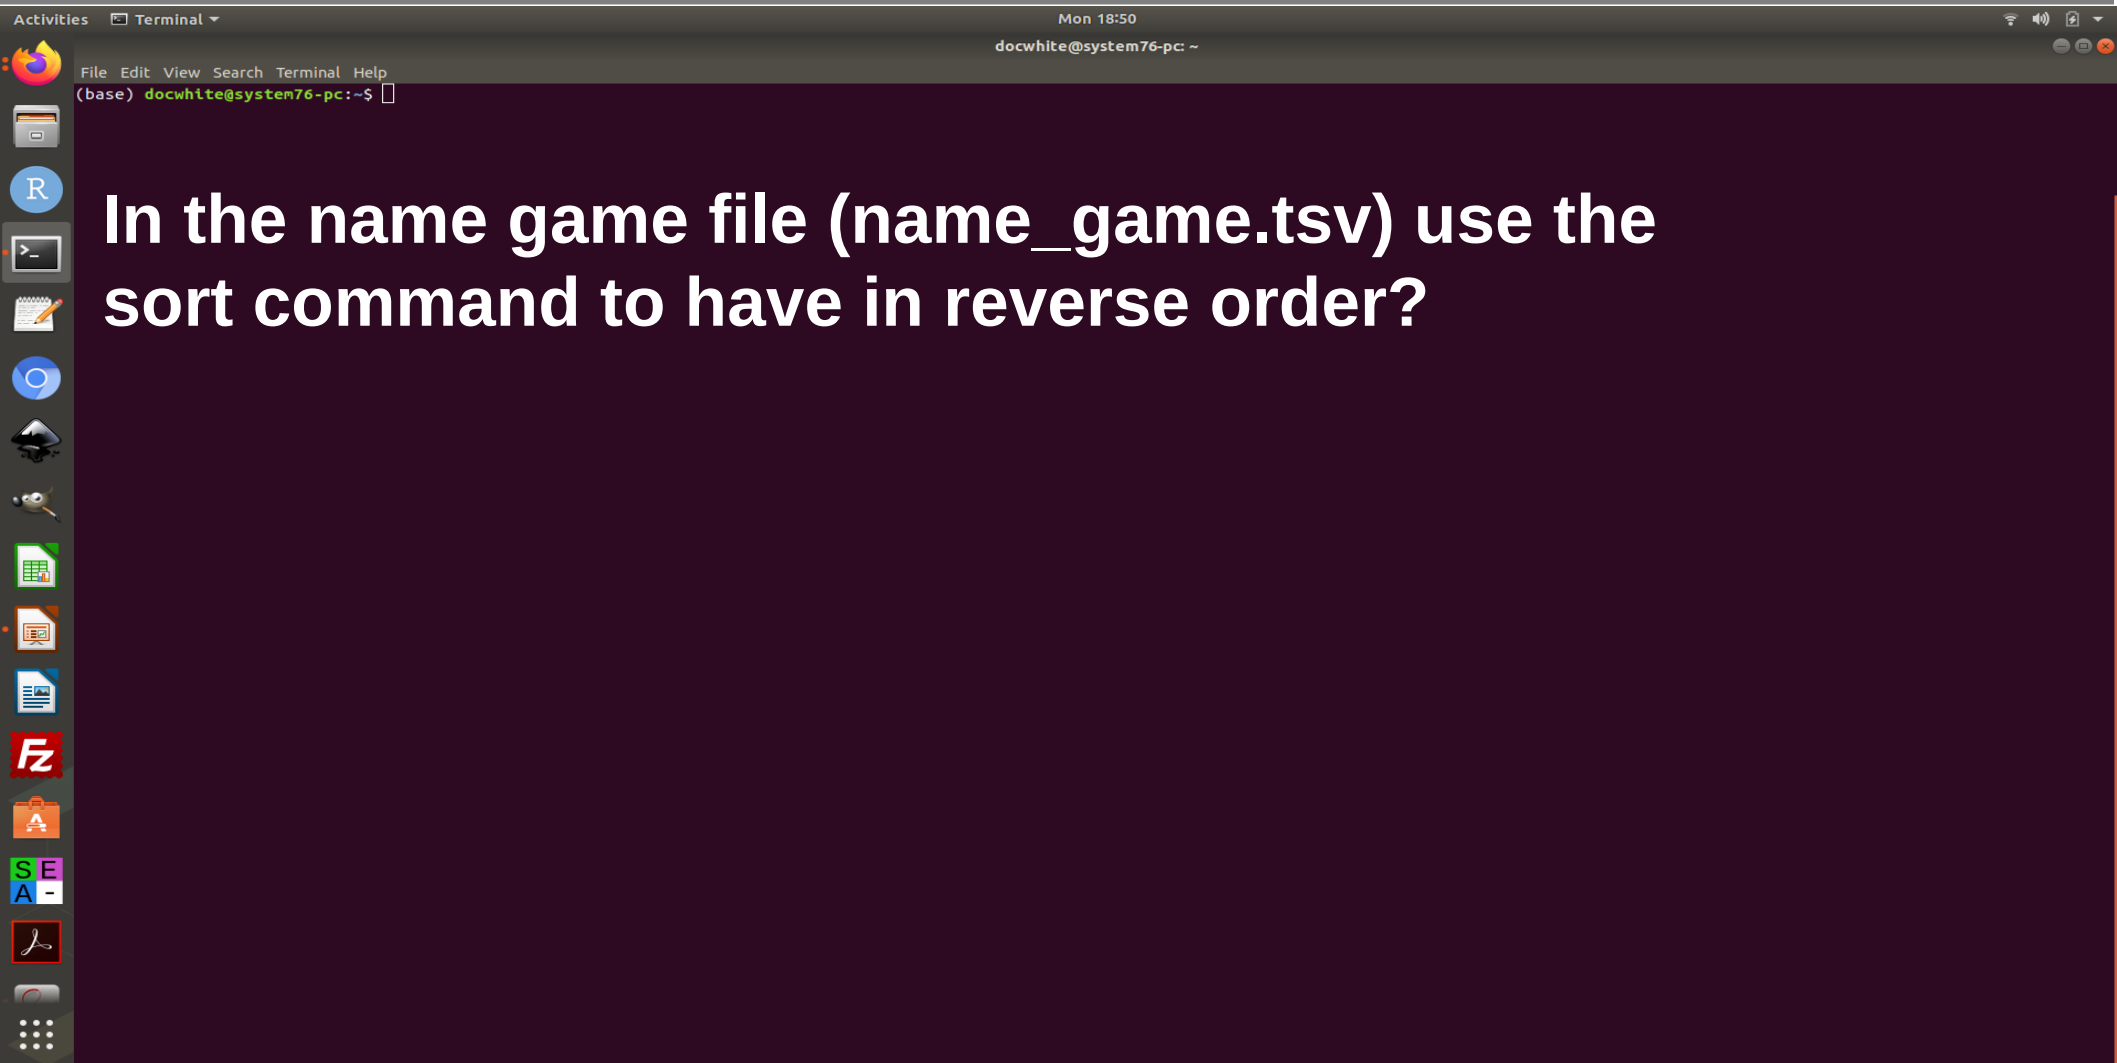 Activities Terminal Mon 18:50
docwhite@system76-pc: ~
File Edit View Search Terminal Help
(base) docwhite@system76-pc:~$
In the name game file (name_game.tsv) use the
sort command to have in reverse order?
R
>_
Fz
A
S E
A -